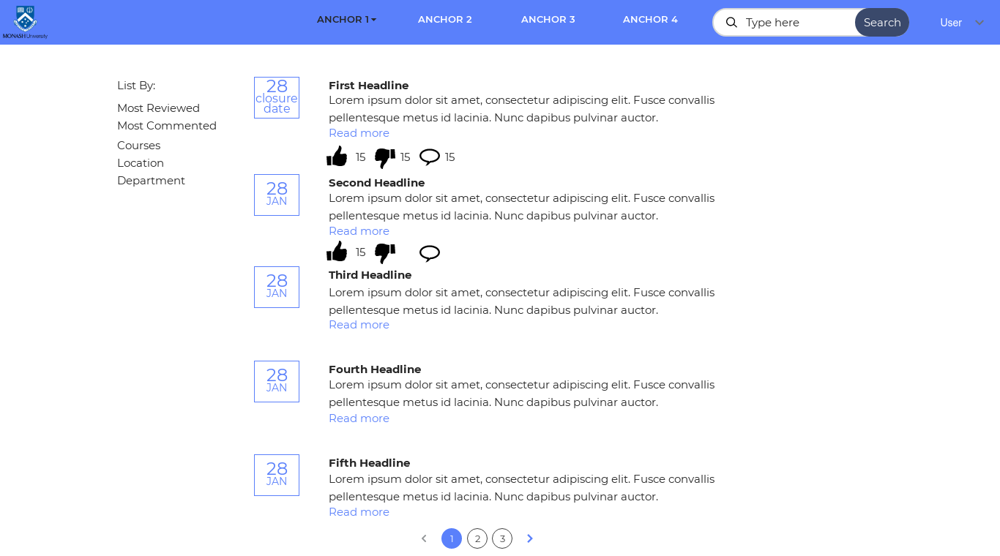 MONASH University
ANCHOR 1
ANCHOR 2
ANCHOR 3
ANCHOR 4
Type here
Search
User
List By:
Most Reviewed
Most Commented
Courses
Location
Department
28
closure
date
First Headline
Lorem ipsum dolor sit amet, consectetur adipiscing elit. Fusce convallis
pellentesque metus id lacinia. Nunc dapibus pulvinar auctor.
Read more
15
15
15
28
JAN
Second Headline
Lorem ipsum dolor sit amet, consectetur adipiscing elit. Fusce convallis
pellentesque metus id lacinia. Nunc dapibus pulvinar auctor.
Read more
15
28
JAN
Third Headline
Lorem ipsum dolor sit amet, consectetur adipiscing elit. Fusce convallis
pellentesque metus id lacinia. Nunc dapibus pulvinar auctor.
Read more
28
JAN
Fourth Headline
Lorem ipsum dolor sit amet, consectetur adipiscing elit. Fusce convallis
pellentesque metus id lacinia. Nunc dapibus pulvinar auctor.
Read more
28
JAN
Fifth Headline
Lorem ipsum dolor sit amet, consectetur adipiscing elit. Fusce convallis
pellentesque metus id lacinia. Nunc dapibus pulvinar auctor.
Read more
1
2
3